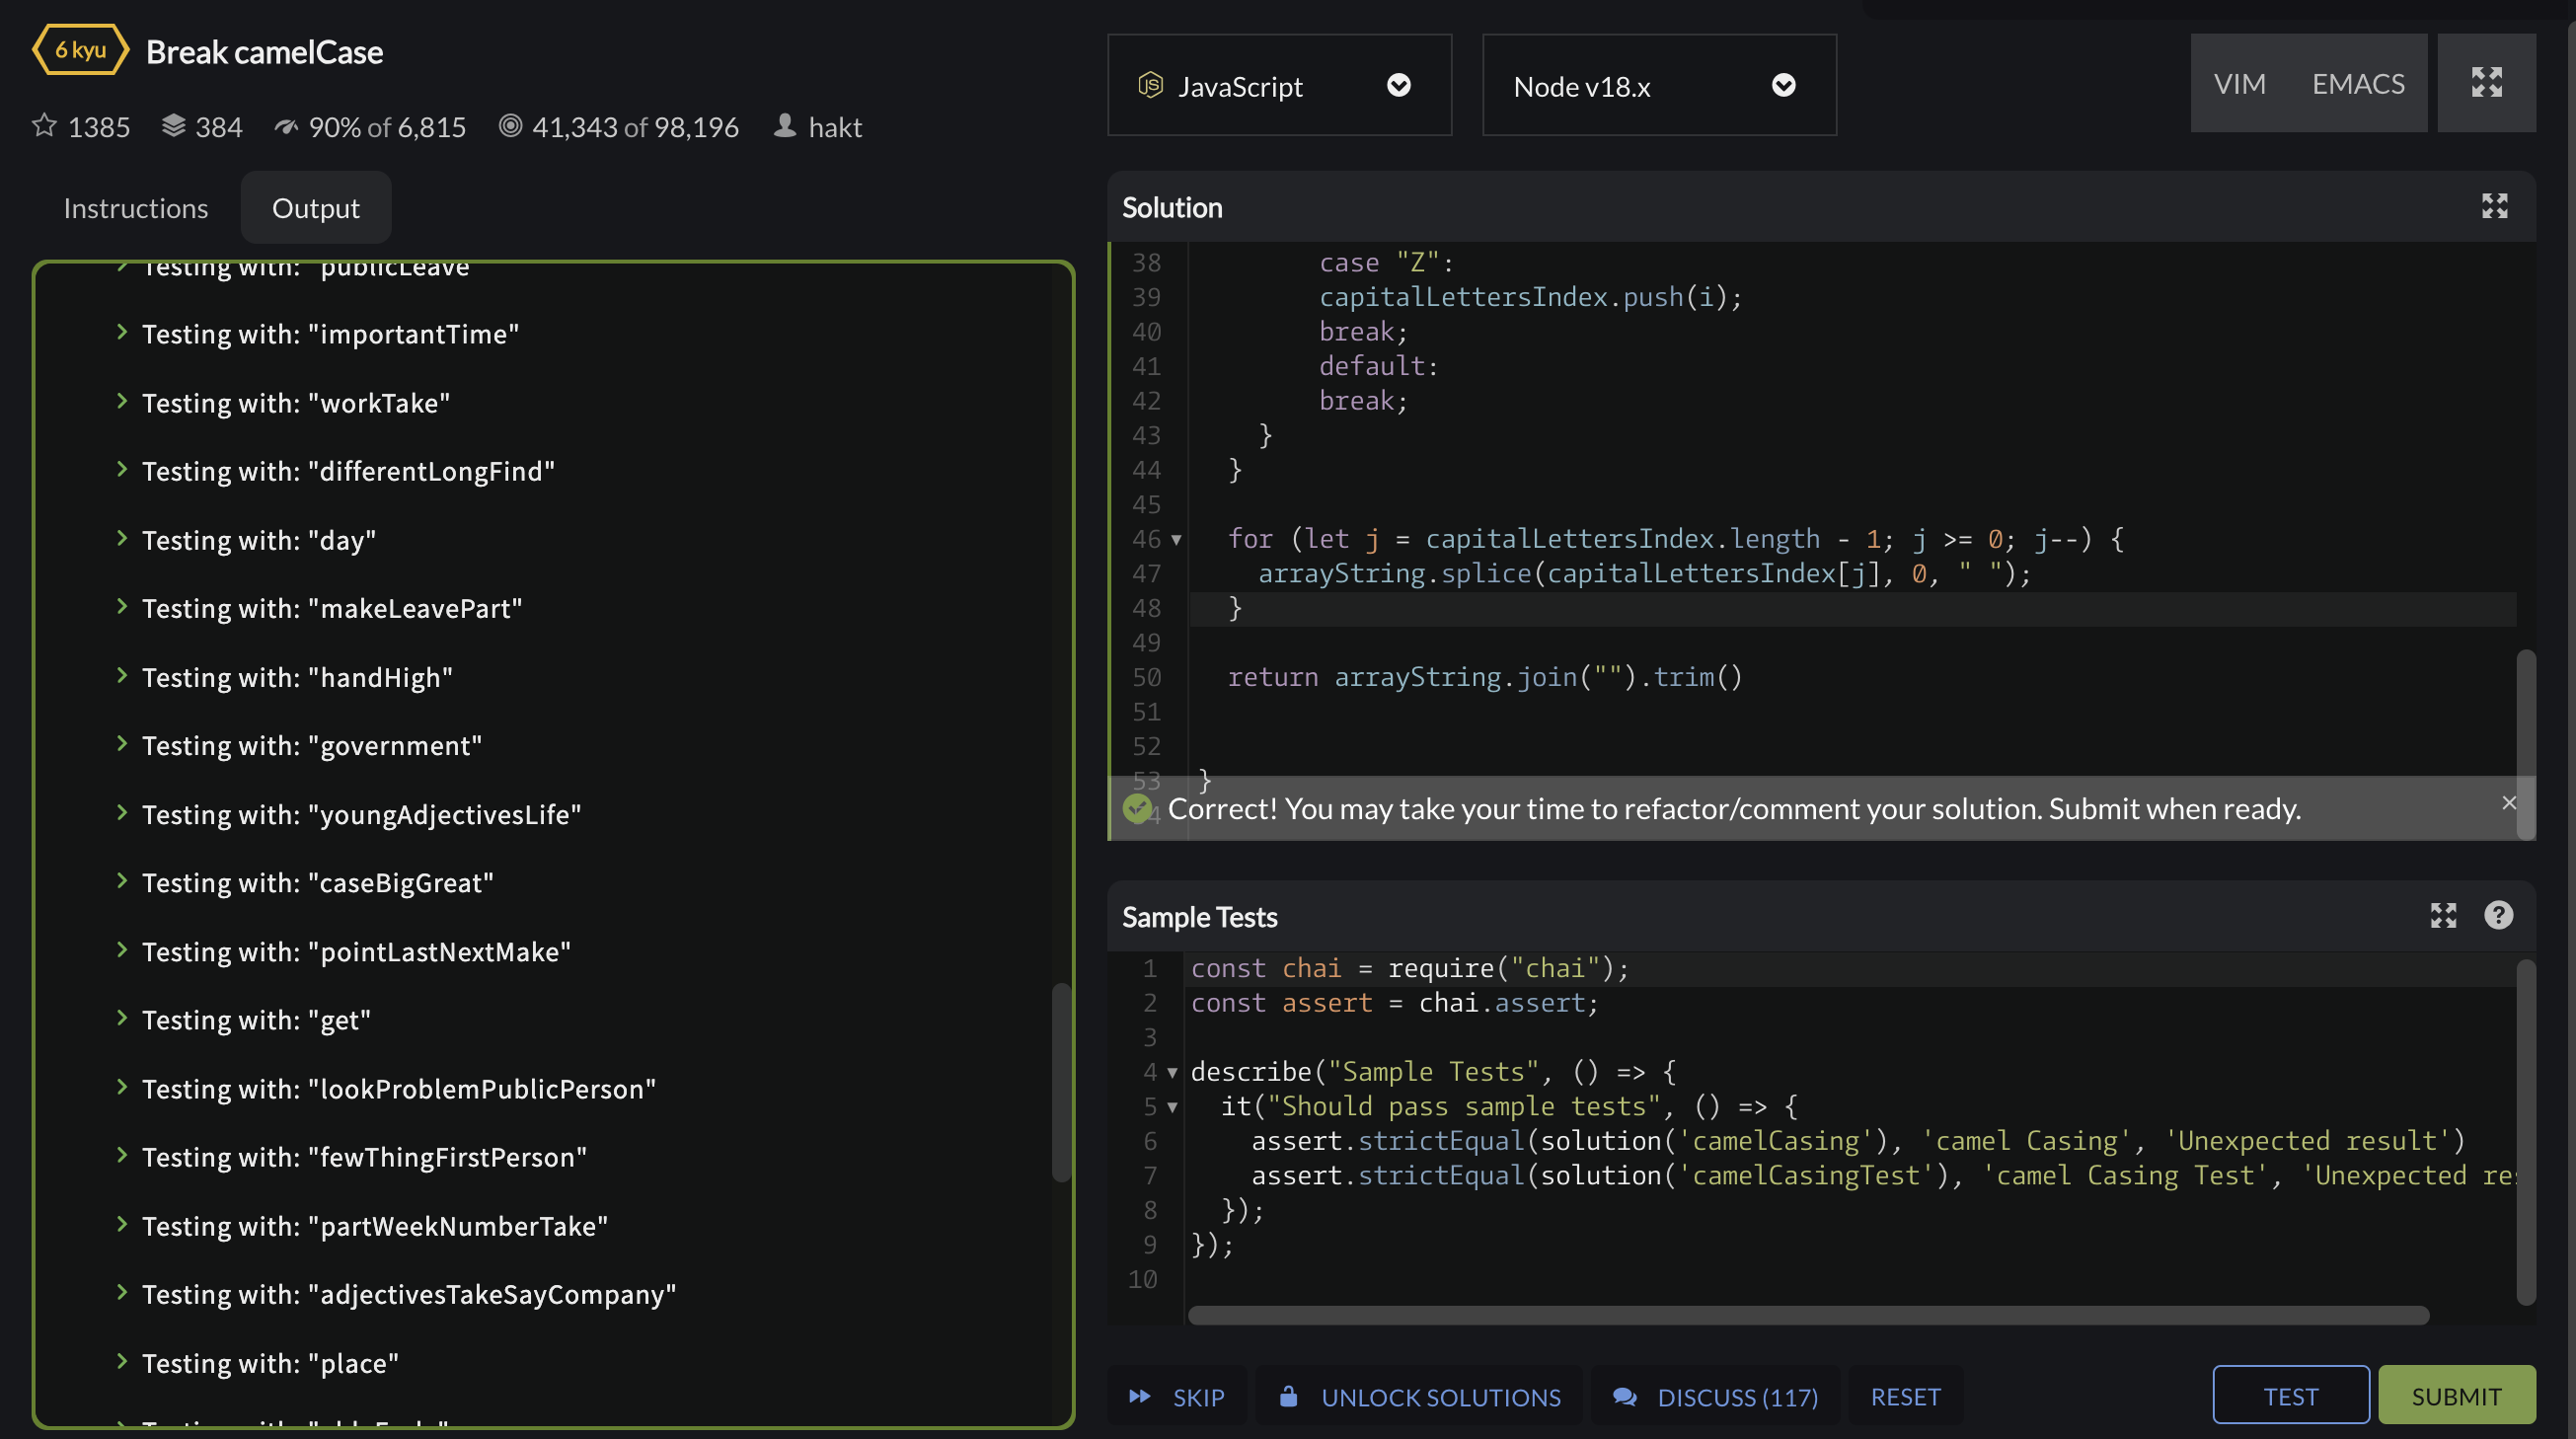 6 kyu Break camelCase
1385 384 90% of 6,815 41,343 of 98,196 hakt
Instructions Output
Testing with: "publicLeave
Testing with: "importantTime"
Testing with: "workTake"
Testing with: "differentLongFind"
Testing with: "day"
Testing with: "makeLeavePart"
Testing with: "handHigh"
Testing with: "government"
Testing with: "youngAdjectivesLife"
Testing with: "caseBigGreat"
Testing with: "pointLastNextMake"
Testing with: "get"
Testing with: "lookProblemPublicPerson"
Testing with: "fewThingFirstPerson"
Testing with: "partWeekNumberTake"
Testing with: "adjectivesTakeSayCompany"
Testing with: "place"
JS JavaScript Node v18.x VIM EMACS
Solution
38 case "Z":
39 capitalLettersIndex.push(i);
40 break;
41 default:
42 break;
43 }
44 }
45
46 for (let j = capitalLettersIndex.length - 1; j >= 0; j--) {
47 arrayString.splice(capitalLettersIndex[j], 0, " ");
48 }
49
50 return arrayString.join("").trim()
51
52
53 }
Correct! You may take your time to refactor/comment your solution. Submit when ready.
Sample Tests
1 const chai = require("chai");
2 const assert = chai.assert;
3
4 describe("Sample Tests", () => {
5 it("Should pass sample tests", () => {
6 assert.strictEqual(solution('camelCasing'), 'camel Casing', 'Unexpected result')
7 assert.strictEqual(solution('camelCasingTest'), 'camel Casing Test', 'Unexpected res
8 });
9 });
10
SKIP UNLOCK SOLUTIONS DISCUSS (117) RESET TEST SUBMIT